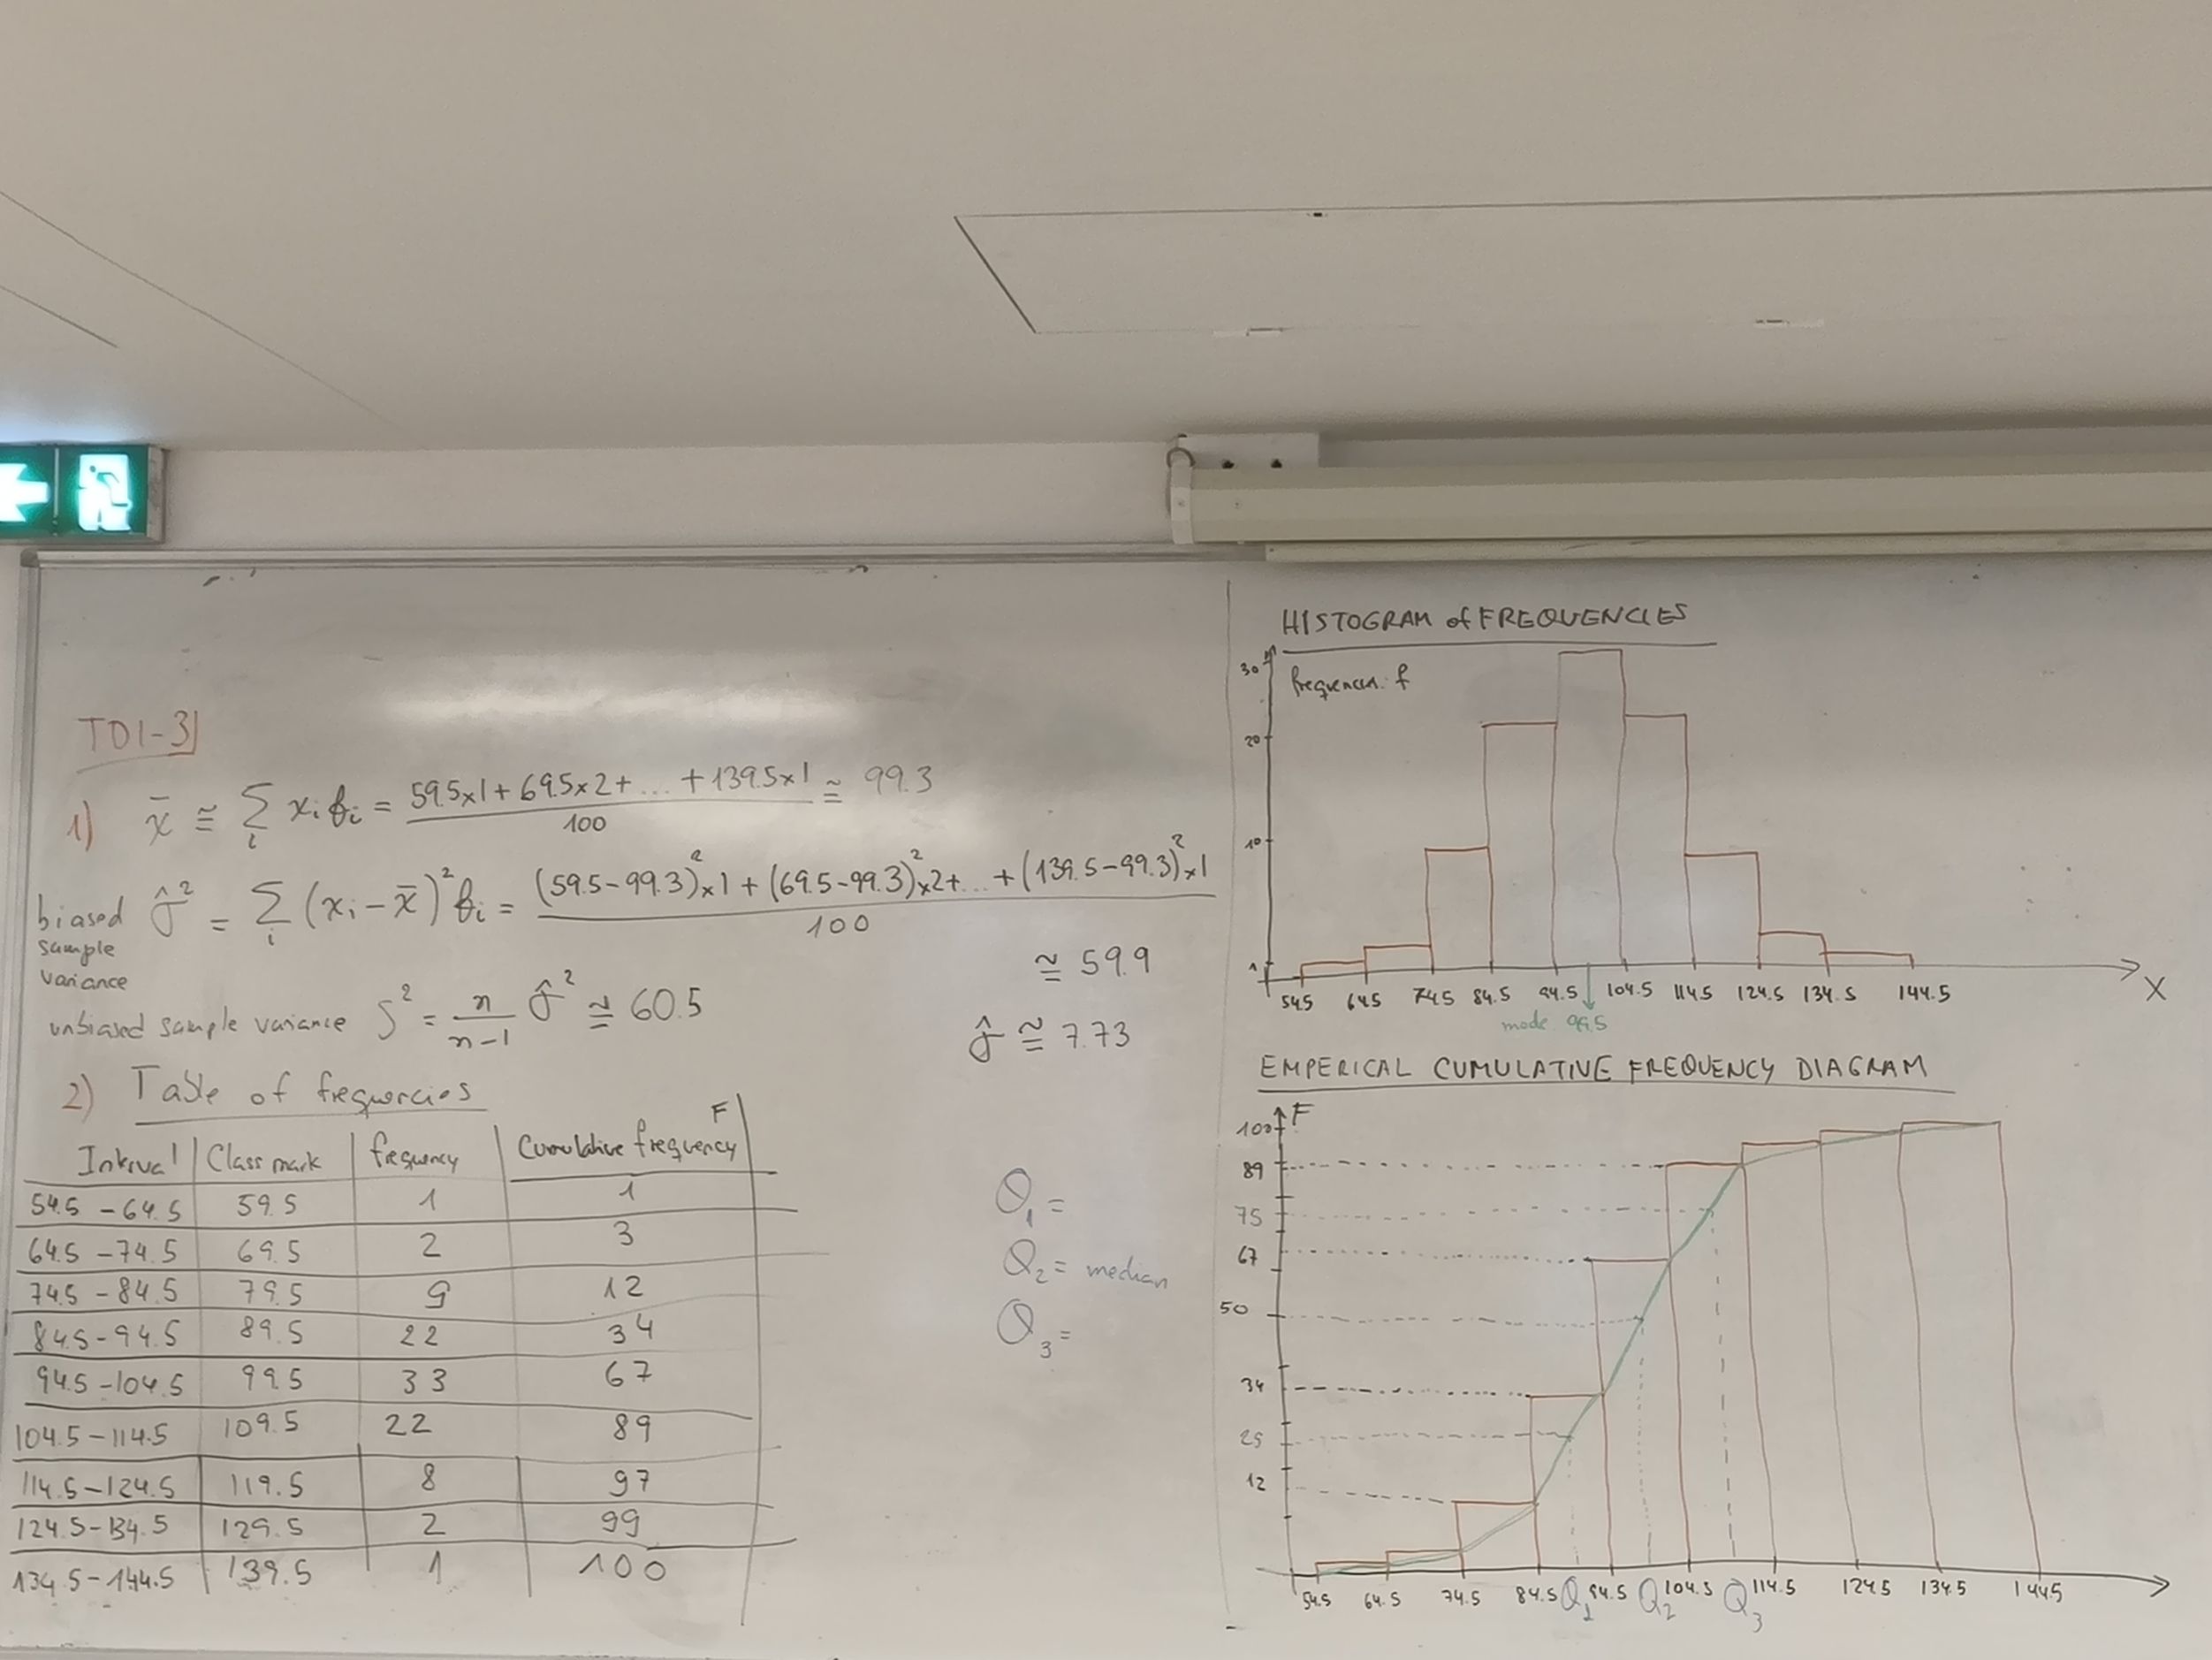 TD1-3
1) x̄ ≅ Σ_i x_i f_i = (59.5×1 + 69.5×2 + ... + 139.5×1) / 100 ≅ 99.3
biased sample variance σ̂² = Σ_i (x_i - x̄)² f_i = ((59.5-99.3)²×1 + (69.5-99.3)²×2 + ... + (139.5-99.3)²×1) / 100
≅ 59.9
unbiased sample variance S² = n/(n-1) σ̂² ≅ 60.5
σ̂ ≅ 7.73
2) Table of frequencies
Interval Class mark frequency Cumulative frequency F
54.5 - 64.5 59.5 1 1
64.5 - 74.5 69.5 2 3
74.5 - 84.5 79.5 9 12
84.5 - 94.5 89.5 22 34
94.5 - 104.5 99.5 33 67
104.5 - 114.5 109.5 22 89
114.5 - 124.5 119.5 8 97
124.5 - 134.5 129.5 2 99
134.5 - 144.5 139.5 1 100
Q₁ =
Q₂ = median
Q₃ =
HISTOGRAM of FREQUENCIES
30
f
20
10
1
54.5 64.5 74.5 84.5 94.5 104.5 114.5 124.5 134.5 144.5
X
mode 99.5
EMPERICAL CUMULATIVE FREQUENCY DIAGRAM
F
100
89
75
67
50
34
25
12
54.5 64.5 74.5 84.5 Q₁ 94.5 Q₂ 104.5 Q₃ 114.5 124.5 134.5 144.5